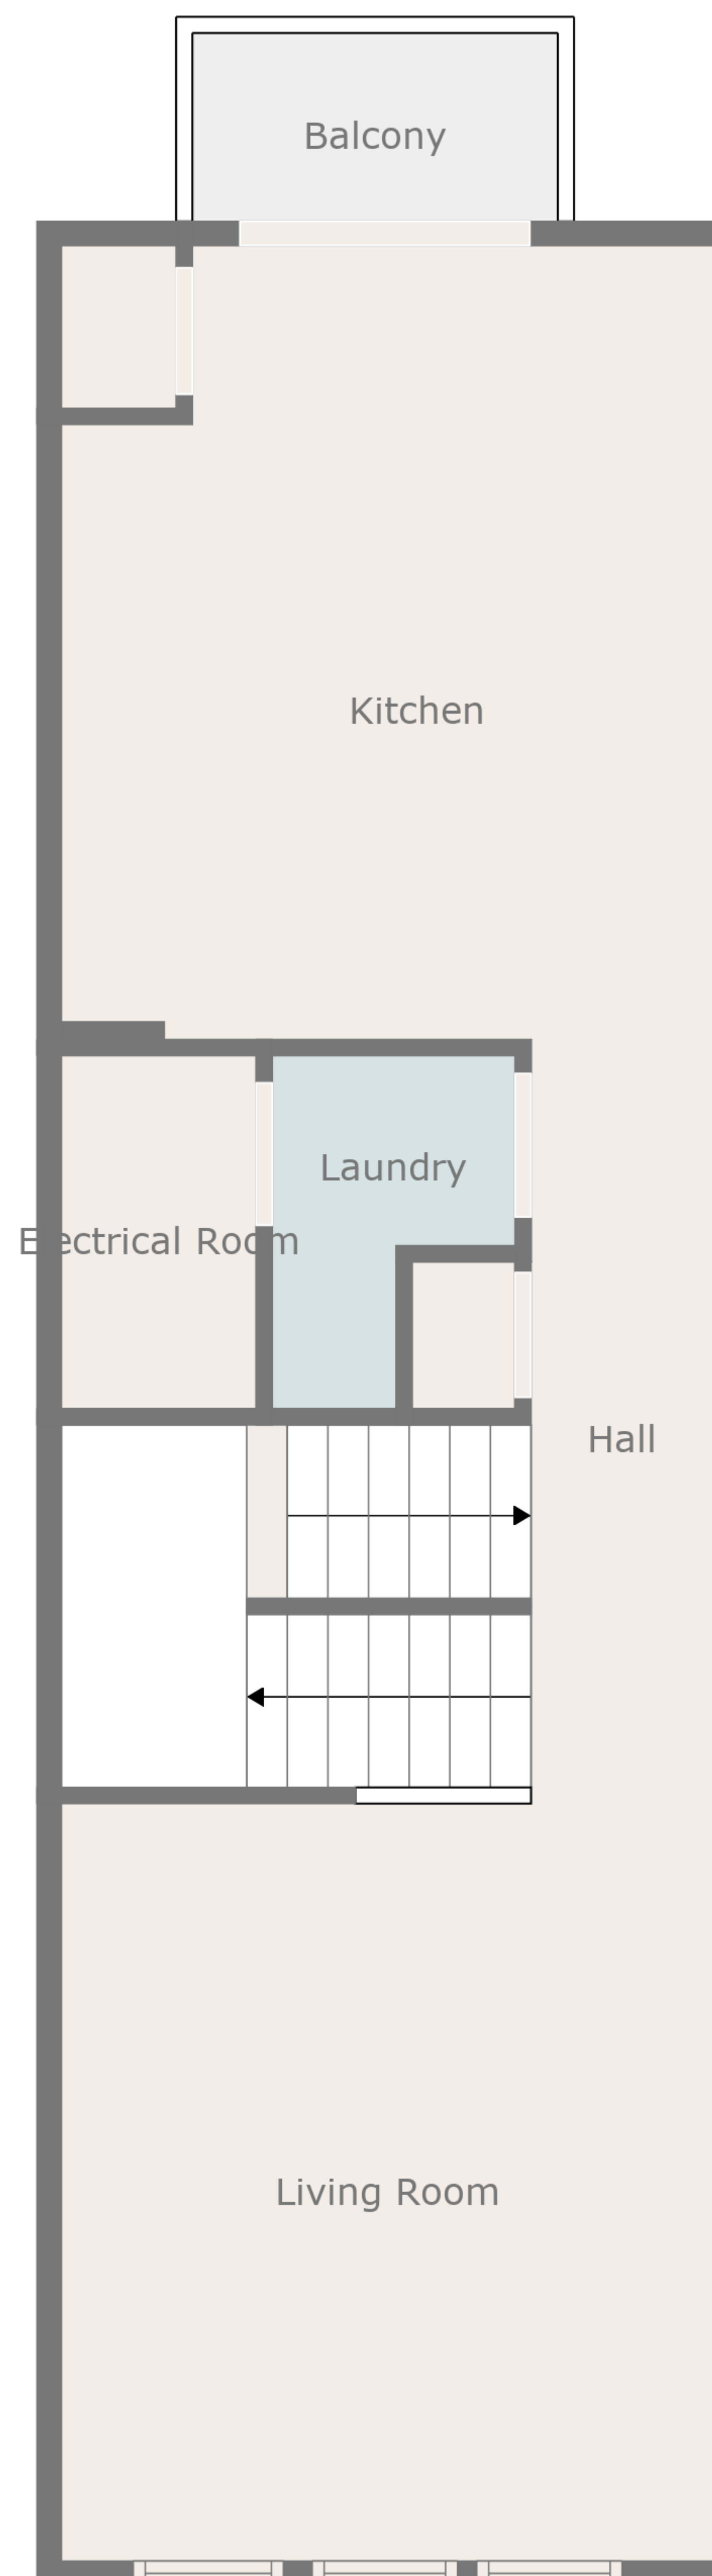 Balcony
Kitchen
Laundry
Electrical Room
Hall
Living Room